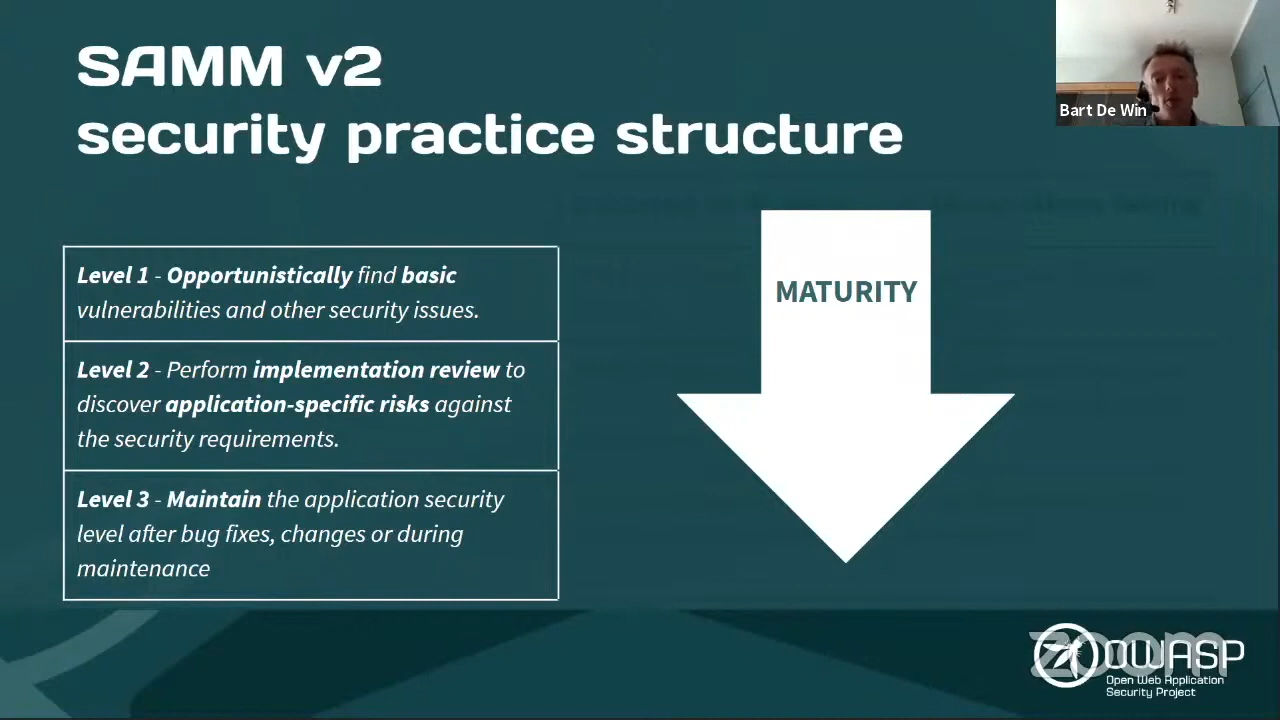 SAMM v2
security practice structure
Bart De Win
Level 1 - Opportunistically find basic
vulnerabilities and other security issues.
Level 2 - Perform implementation review to
discover application-specific risks against
the security requirements.
Level 3 - Maintain the application security
level after bug fixes, changes or during
maintenance
MATURITY
zoom
OWASP
Open Web Application
Security Project